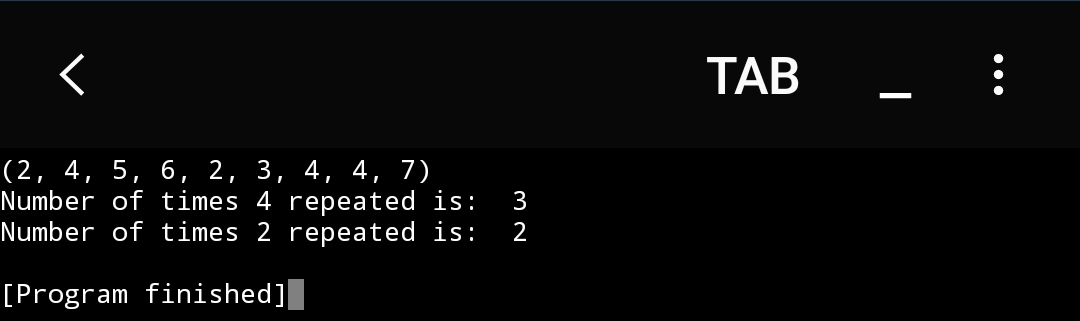 TAB _
(2, 4, 5, 6, 2, 3, 4, 4, 7)
Number of times 4 repeated is:  3
Number of times 2 repeated is:  2
[Program finished]